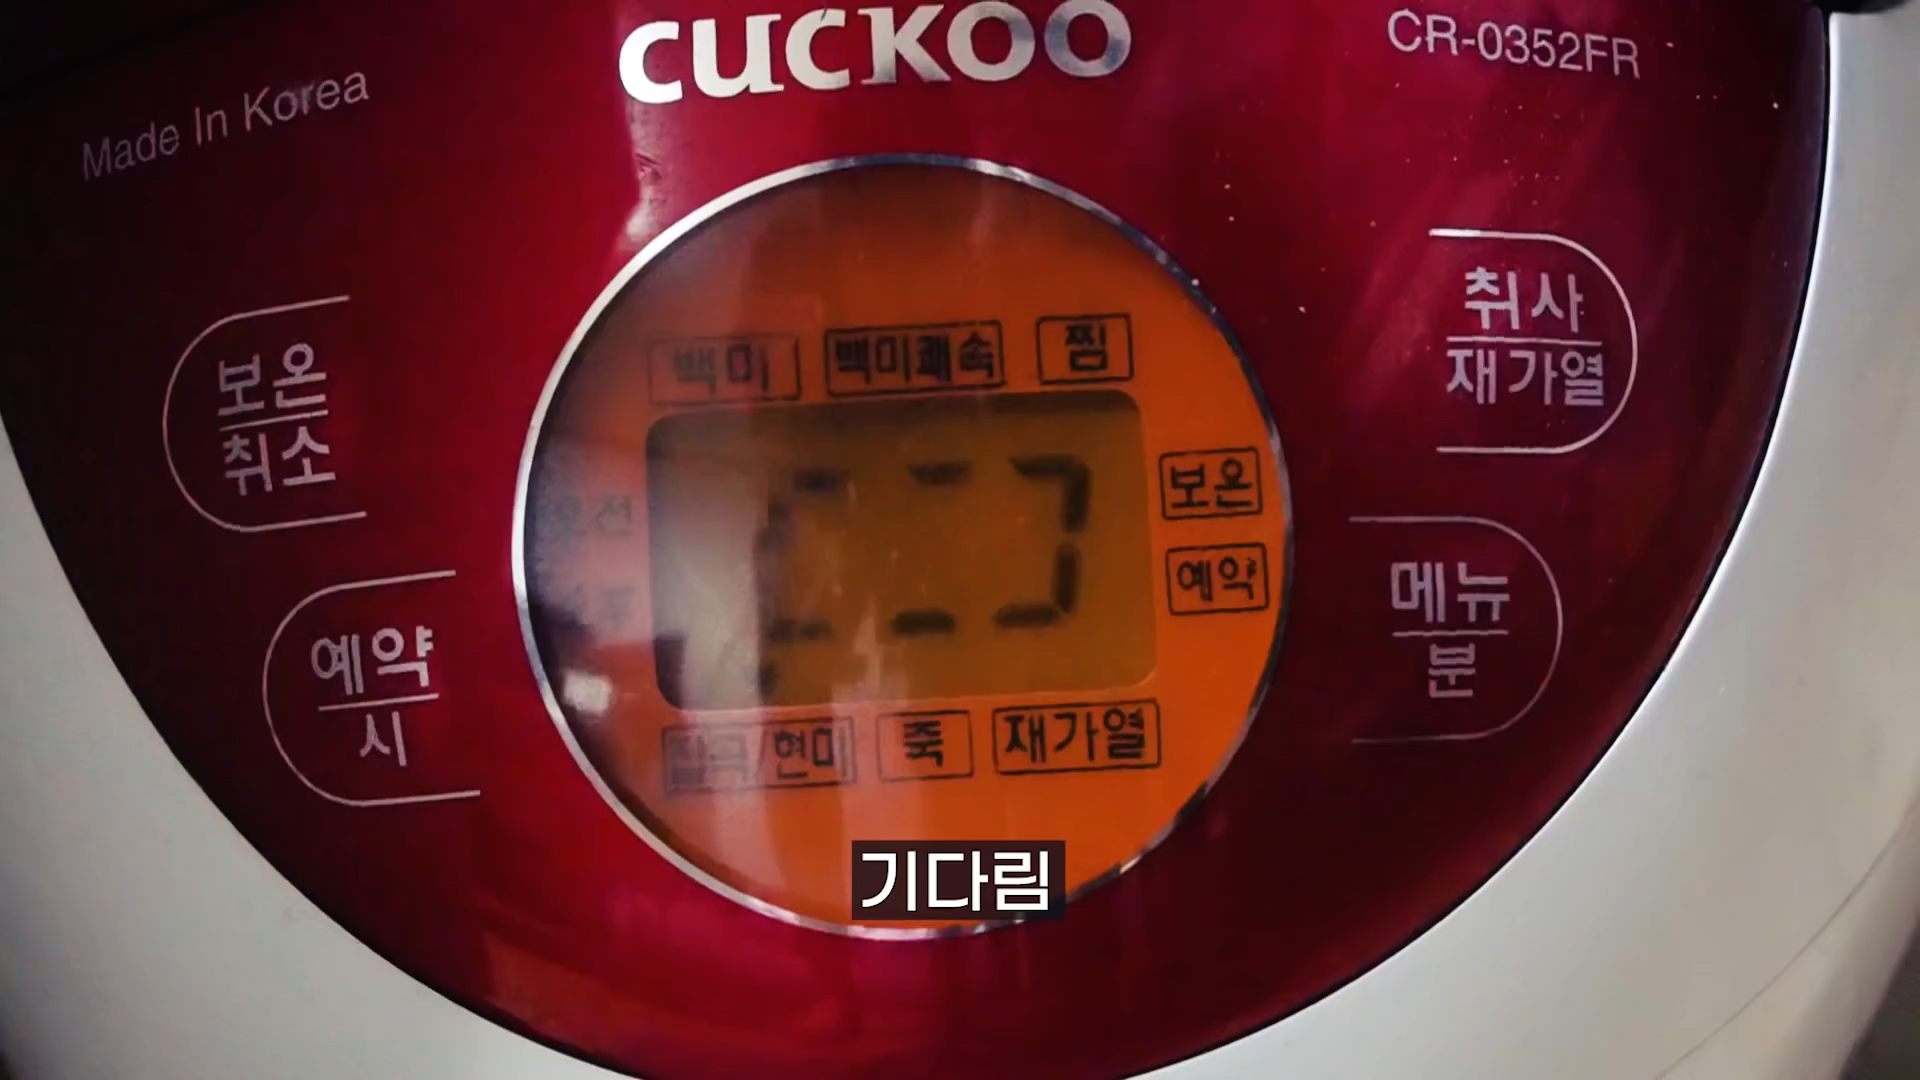 CUCKOO
CR-0352FR
Made In Korea
취사
재가열
보온
취소
백미
백미쾌속
찜
오전
보온
예약
메뉴
분
예약
시
잡곡/현미
죽
재가열
기다림